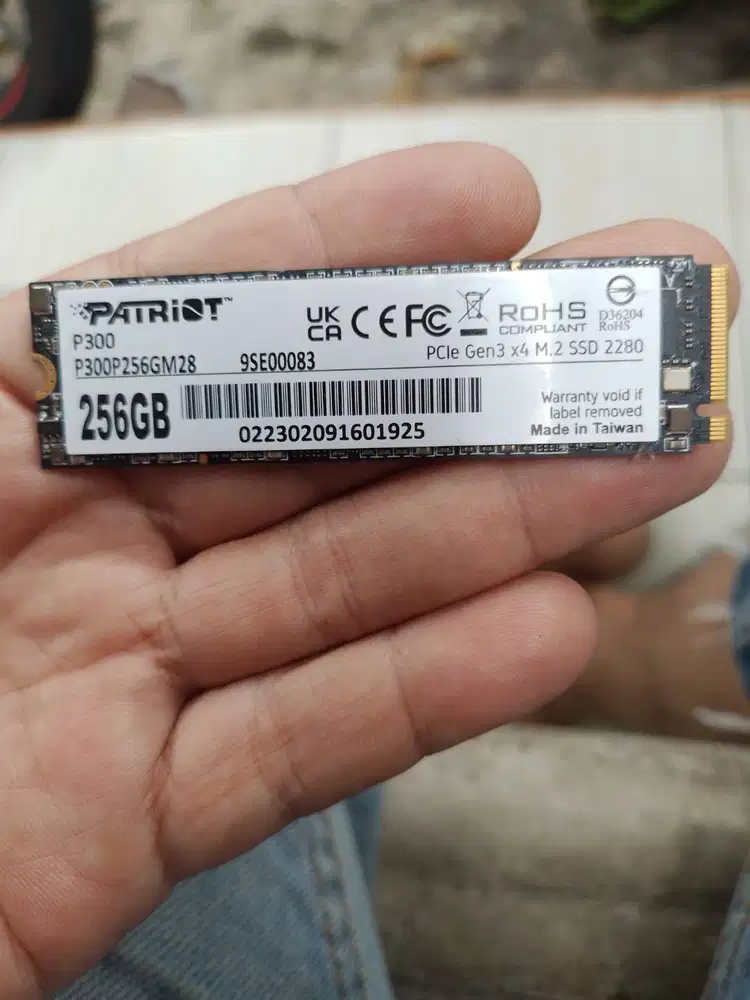 PATRIOT™
P300
P300P256GM28 9SE00083
256GB
022302091601925
UK
CA CE FC
RoHS
COMPLIANT
D36204
RoHS
PCIe Gen3 x4 M.2 SSD 2280
Warranty void if
label removed
Made in Taiwan